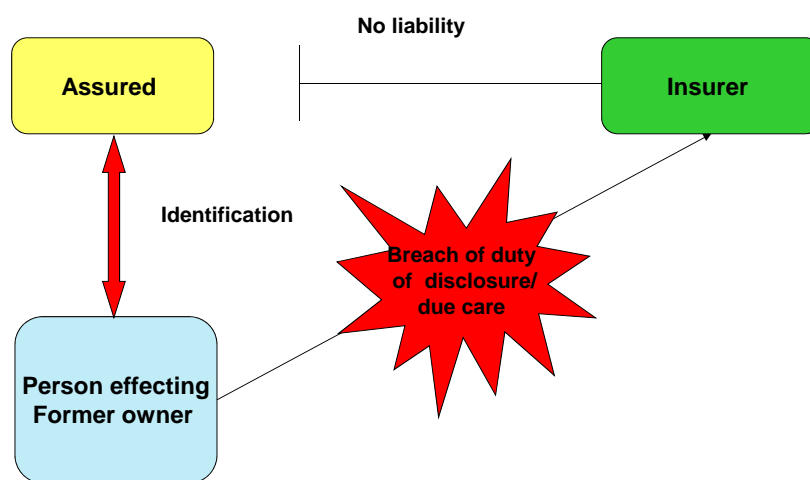 No liability
Assured
Insurer
Identification
Breach of duty
of disclosure/
due care
Person effecting
Former owner